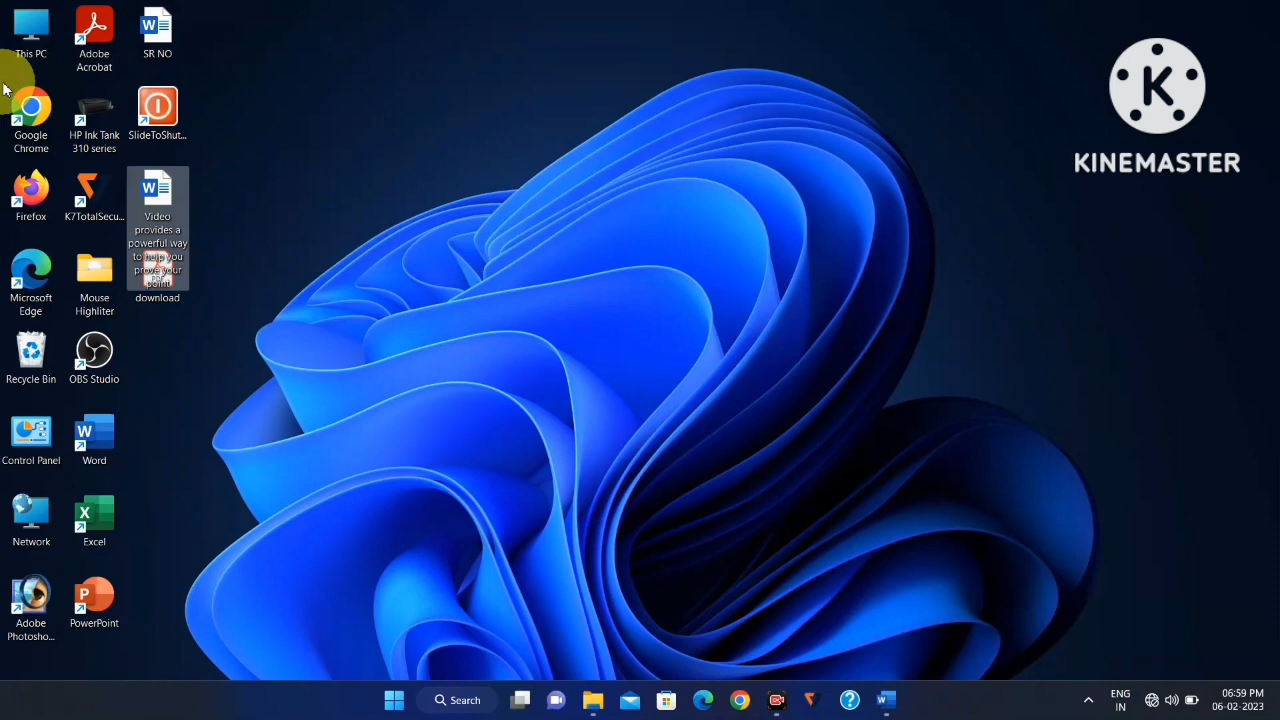 This PC
Adobe
Acrobat
SR NO
Google
Chrome
HP Ink Tank
310 series
SlideToShut...
Firefox
K7TotalSecu...
Video
provides a
powerful way
to help you
prove your
point
download
Microsoft
Edge
Mouse
Highliter
Recycle Bin
OBS Studio
Control Panel
Word
Network
Excel
Adobe
Photosho...
PowerPoint
K
KINEMASTER
Search
ENG
IN
06:59 PM
06-02-2023